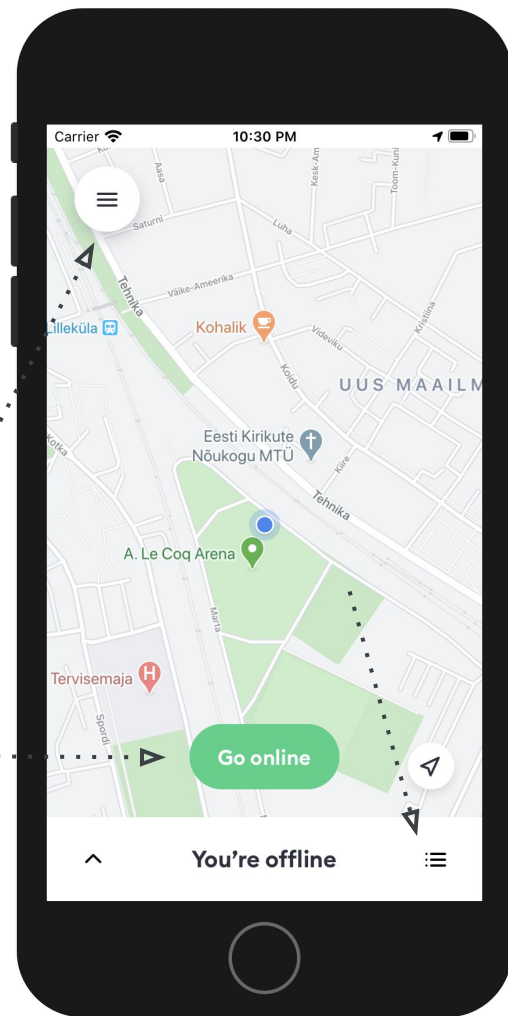 Carrier
10:30 PM
Aasa
Kesk-Am
Toom-Kuni
Saturni
Luha
Tehnika
Väike-Ameerika
Kristiina
Lilleküla
Kohalik
Videviku
Koidu
UUS MAAILM
Kotka
Eesti Kirikute
Nõukogu MTÜ
Kiire
Tehnika
A. Le Coq Arena
Marta
Tervisemaja
H
Spordi
Go online
You're offline